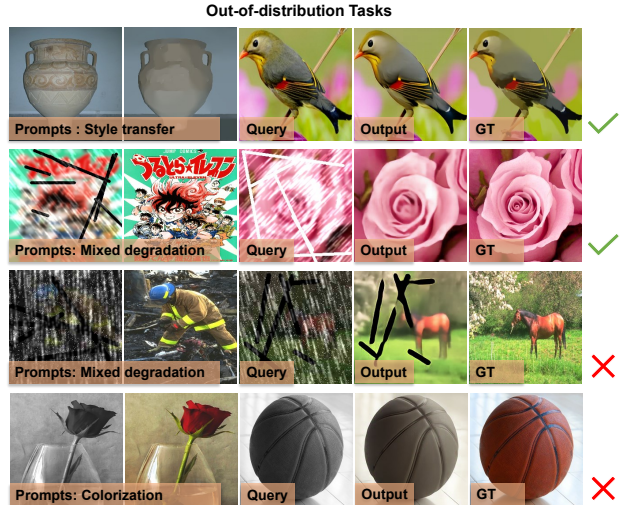 Out-of-distribution Tasks
Prompts : Style transfer
Query
Output
GT
Prompts: Mixed degradation
Query
Output
GT
Prompts: Mixed degradation
Query
Output
GT
Prompts: Colorization
Query
Output
GT